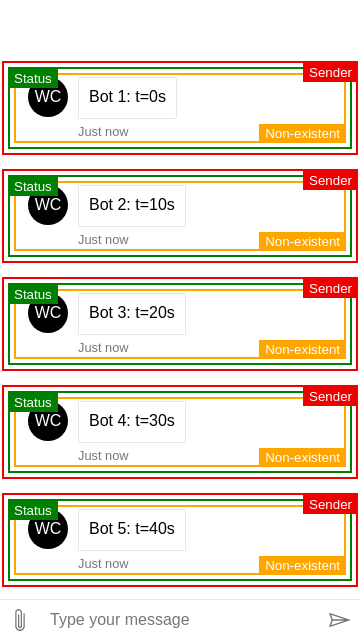 Sender
Status
WC
Bot 1: t=0s
Just now
Non-existent
Sender
Status
WC
Bot 2: t=10s
Just now
Non-existent
Sender
Status
WC
Bot 3: t=20s
Just now
Non-existent
Sender
Status
WC
Bot 4: t=30s
Just now
Non-existent
Sender
Status
WC
Bot 5: t=40s
Just now
Non-existent
Type your message